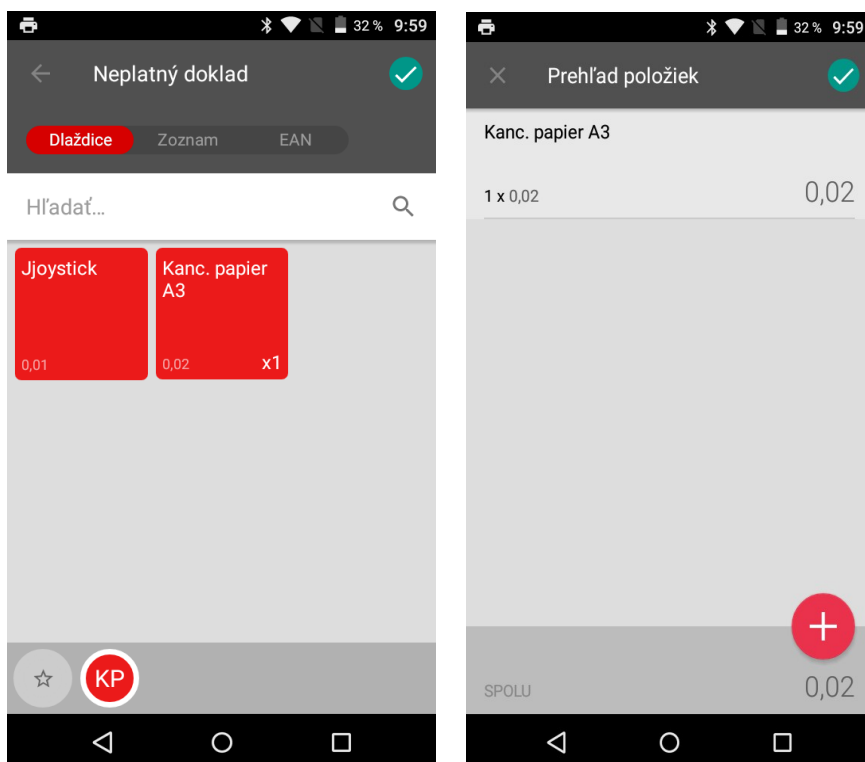 32 % 9:59
Neplatný doklad
Dlaždice Zoznam EAN
Hľadať...
Jjoystick
0,01
Kanc. papier
A3
0,02 x1
KP
32 % 9:59
Prehľad položiek
Kanc. papier A3
1 x 0,02 0,02
SPOLU 0,02